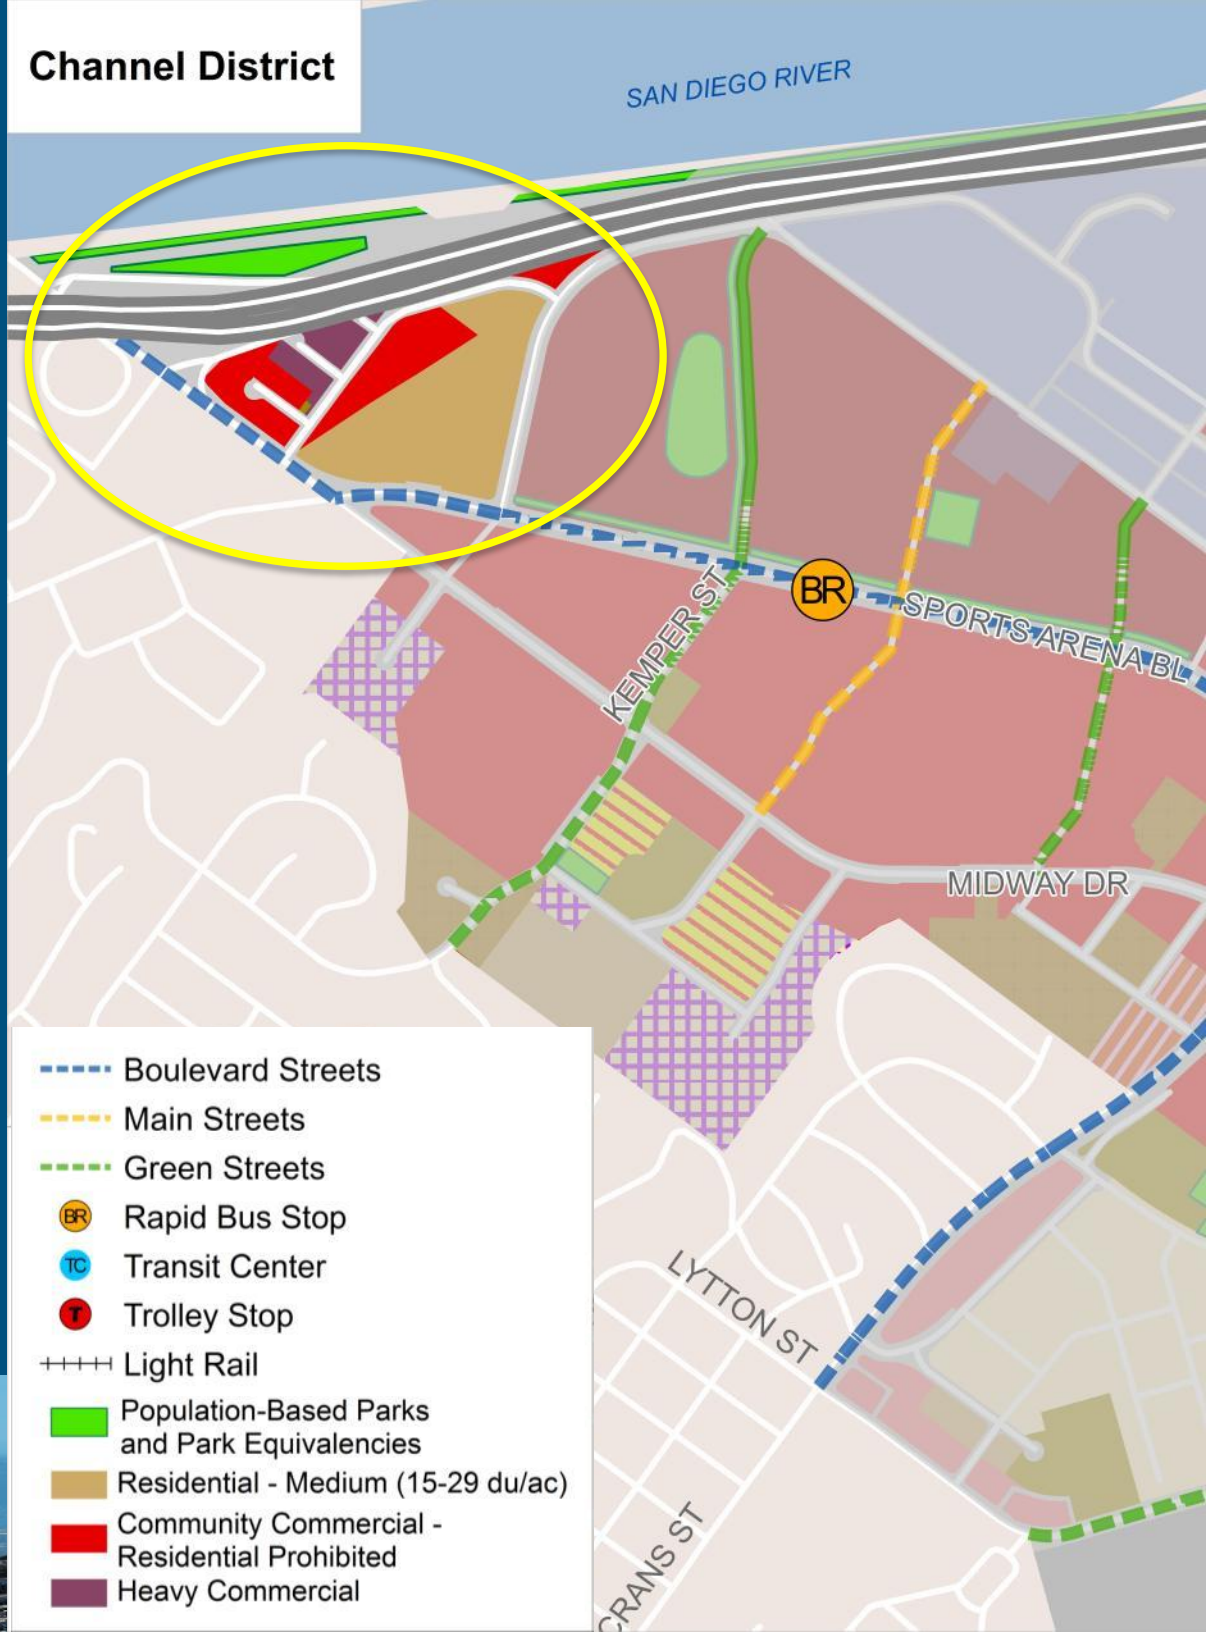 Channel District
SAN DIEGO RIVER
BR
KEMPER ST
SPORTS ARENA BL
MIDWAY DR
LYTTON ST
CRANS ST
Boulevard Streets
Main Streets
Green Streets
BR Rapid Bus Stop
TC Transit Center
T Trolley Stop
Light Rail
Population-Based Parks
and Park Equivalencies
Residential - Medium (15-29 du/ac)
Community Commercial -
Residential Prohibited
Heavy Commercial